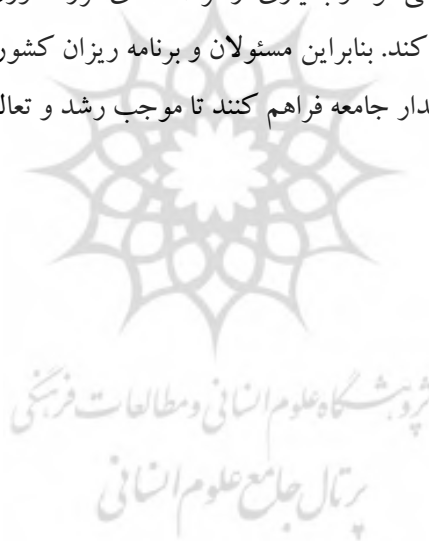 کند. بنابراین مسئولان و برنامه ریزان کشور
دار جامعه فراهم کنند تا موجب رشد و تعال
پژوهشگاه علوم انسانی و مطالعات فرهنگی
پرتال جامع علوم انسانی